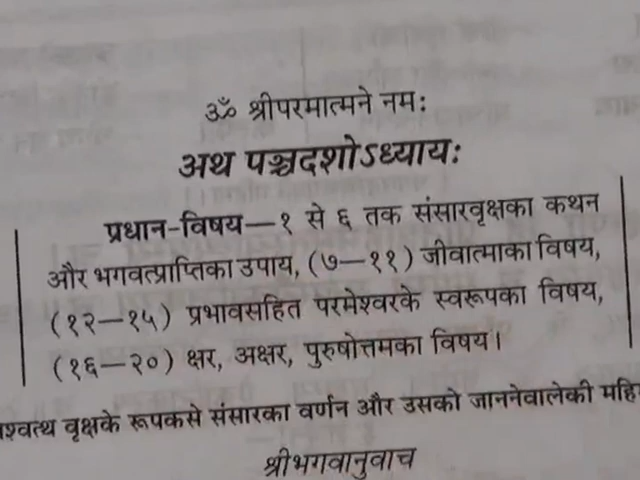 ॐ श्रीपरमात्मने नमः
अथ पञ्चदशोऽध्यायः
प्रधान-विषय—१ से ६ तक संसारवृक्षका कथन
और भगवत्प्राप्तिका उपाय, (७—११) जीवात्माका विषय,
(१२—१५) प्रभावसहित परमेश्वरके स्वरूपका विषय,
(१६—२०) क्षर, अक्षर, पुरुषोत्तमका विषय।
वृक्षके रूपकसे संसारका वर्णन और उसको जाननेवालेकी
श्रीभगवानुवाच